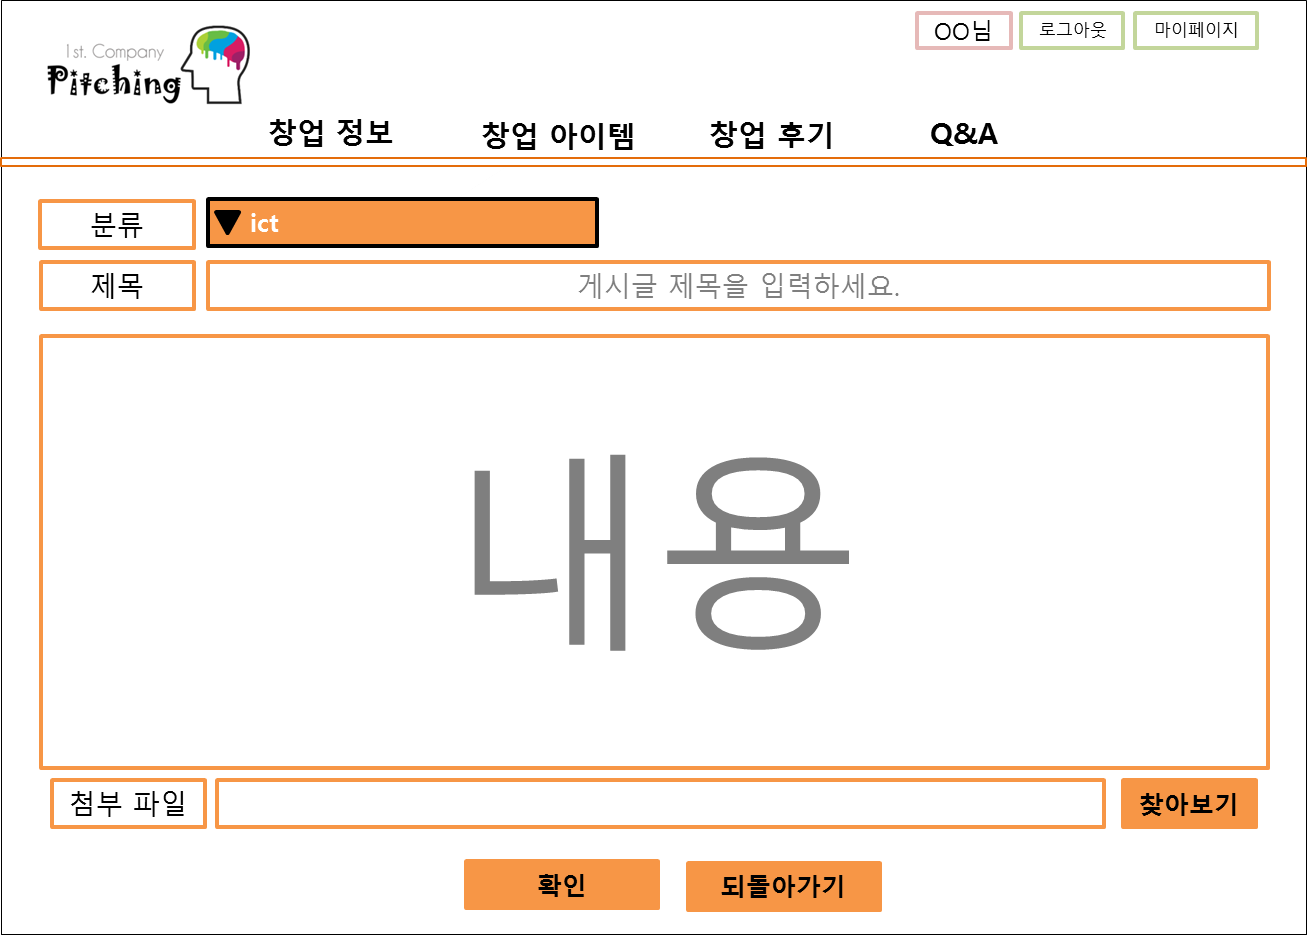 OO님
로그아웃
마이페이지
1st. Company
Pitching
창업 정보
창업 아이템
창업 후기
Q&A
분류
▼ ict
제목
게시글 제목을 입력하세요.
내용
첨부 파일
찾아보기
확인
되돌아가기